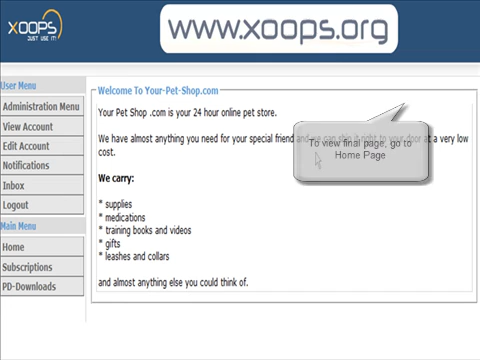 XOOPS
JUST USE IT!
www.xoops.org
User Menu
Administration Menu
View Account
Edit Account
Notifications
Inbox
Logout
Main Menu
Home
Subscriptions
PD-Downloads
Welcome To Your-Pet-Shop.com
Your Pet Shop .com is your 24 hour online pet store.
We have almost anything you need for your special friend and we can ship it right to your door at a very low
cost.
We carry:
* supplies
* medications
* training books and videos
* gifts
* leashes and collars
and almost anything else you could think of.
To view final page, go to
Home Page